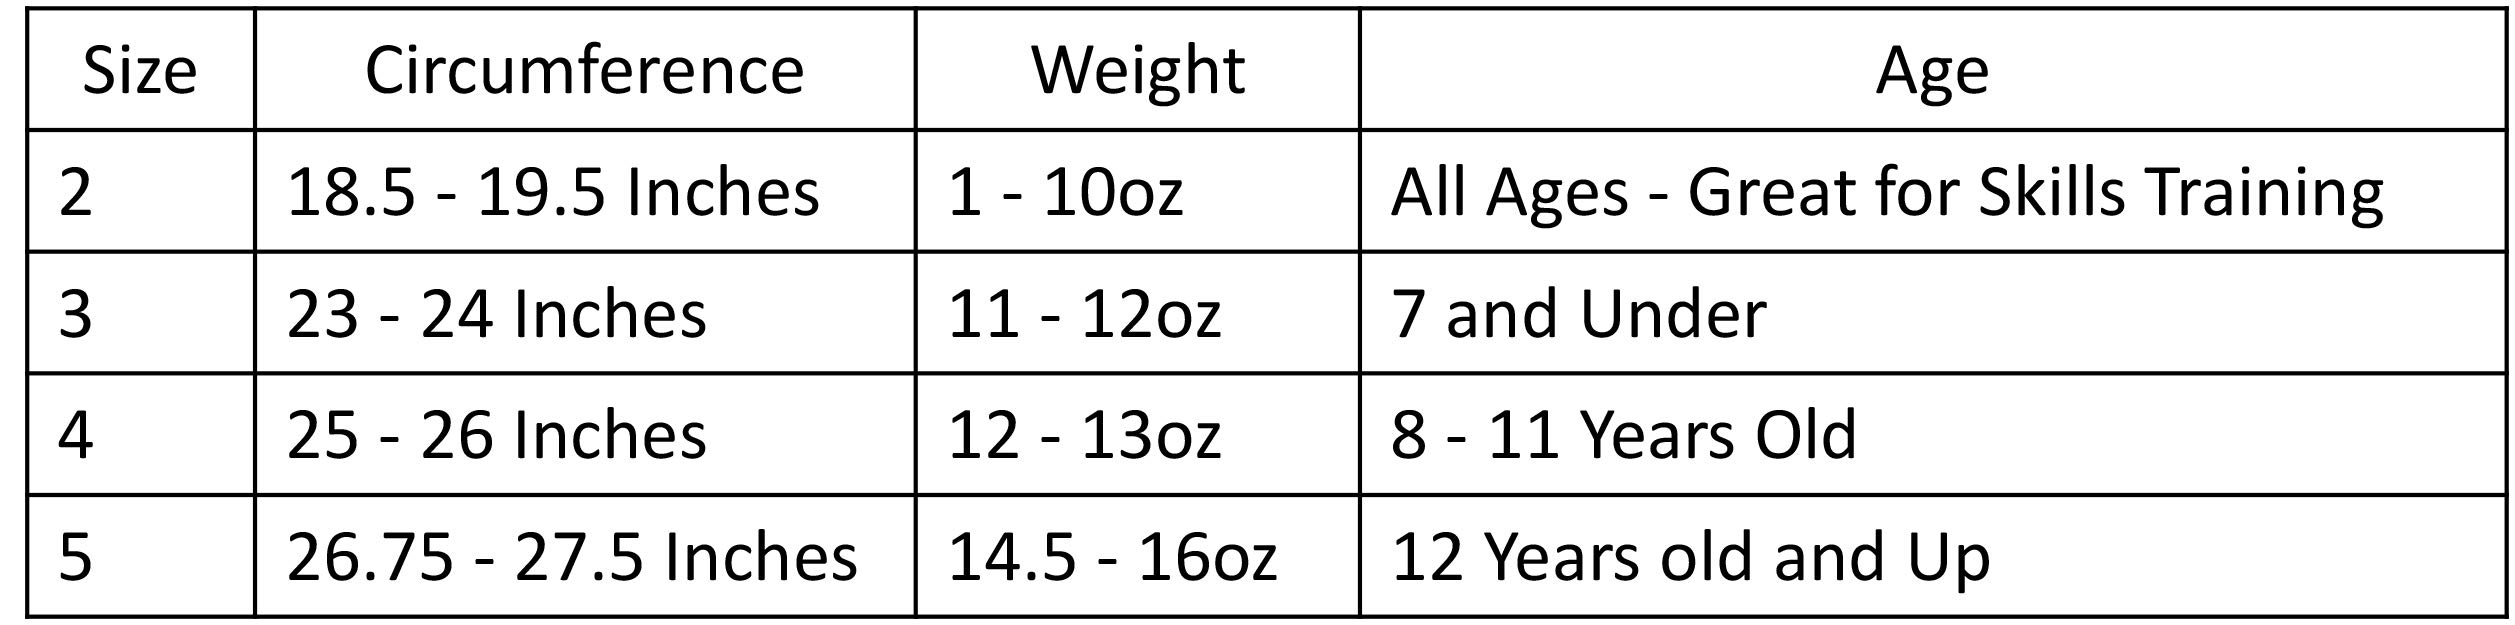 Size Circumference Weight Age
2 18.5 - 19.5 Inches 1 - 10oz All Ages - Great for Skills Training
3 23 - 24 Inches 11 - 12oz 7 and Under
4 25 - 26 Inches 12 - 13oz 8 - 11 Years Old
5 26.75 - 27.5 Inches 14.5 - 16oz 12 Years old and Up